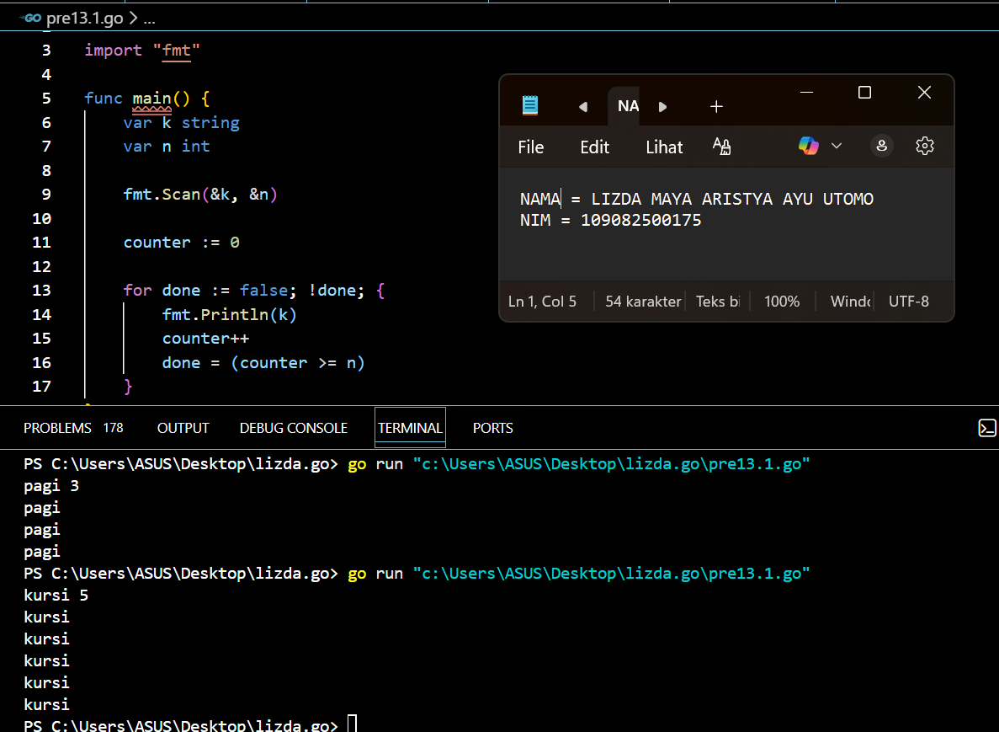 GO pre13.1.go > ...
3 import "fmt"
4
5 func main() {
6 var k string
7 var n int
8
9 fmt.Scan(&k, &n)
10
11 counter := 0
12
13 for done := false; !done; {
14 fmt.Println(k)
15 counter++
16 done = (counter >= n)
17 }
NA
File Edit Lihat
NAMA = LIZDA MAYA ARISTYA AYU UTOMO
NIM = 109082500175
Ln 1, Col 5 54 karakter Teks bi 100% Windo UTF-8
PROBLEMS 178 OUTPUT DEBUG CONSOLE TERMINAL PORTS
PS C:\Users\ASUS\Desktop\lizda.go> go run "c:\Users\ASUS\Desktop\lizda.go\pre13.1.go"
pagi 3
pagi
pagi
pagi
PS C:\Users\ASUS\Desktop\lizda.go> go run "c:\Users\ASUS\Desktop\lizda.go\pre13.1.go"
kursi 5
kursi
kursi
kursi
kursi
kursi
PS C:\Users\ASUS\Desktop\lizda.go>